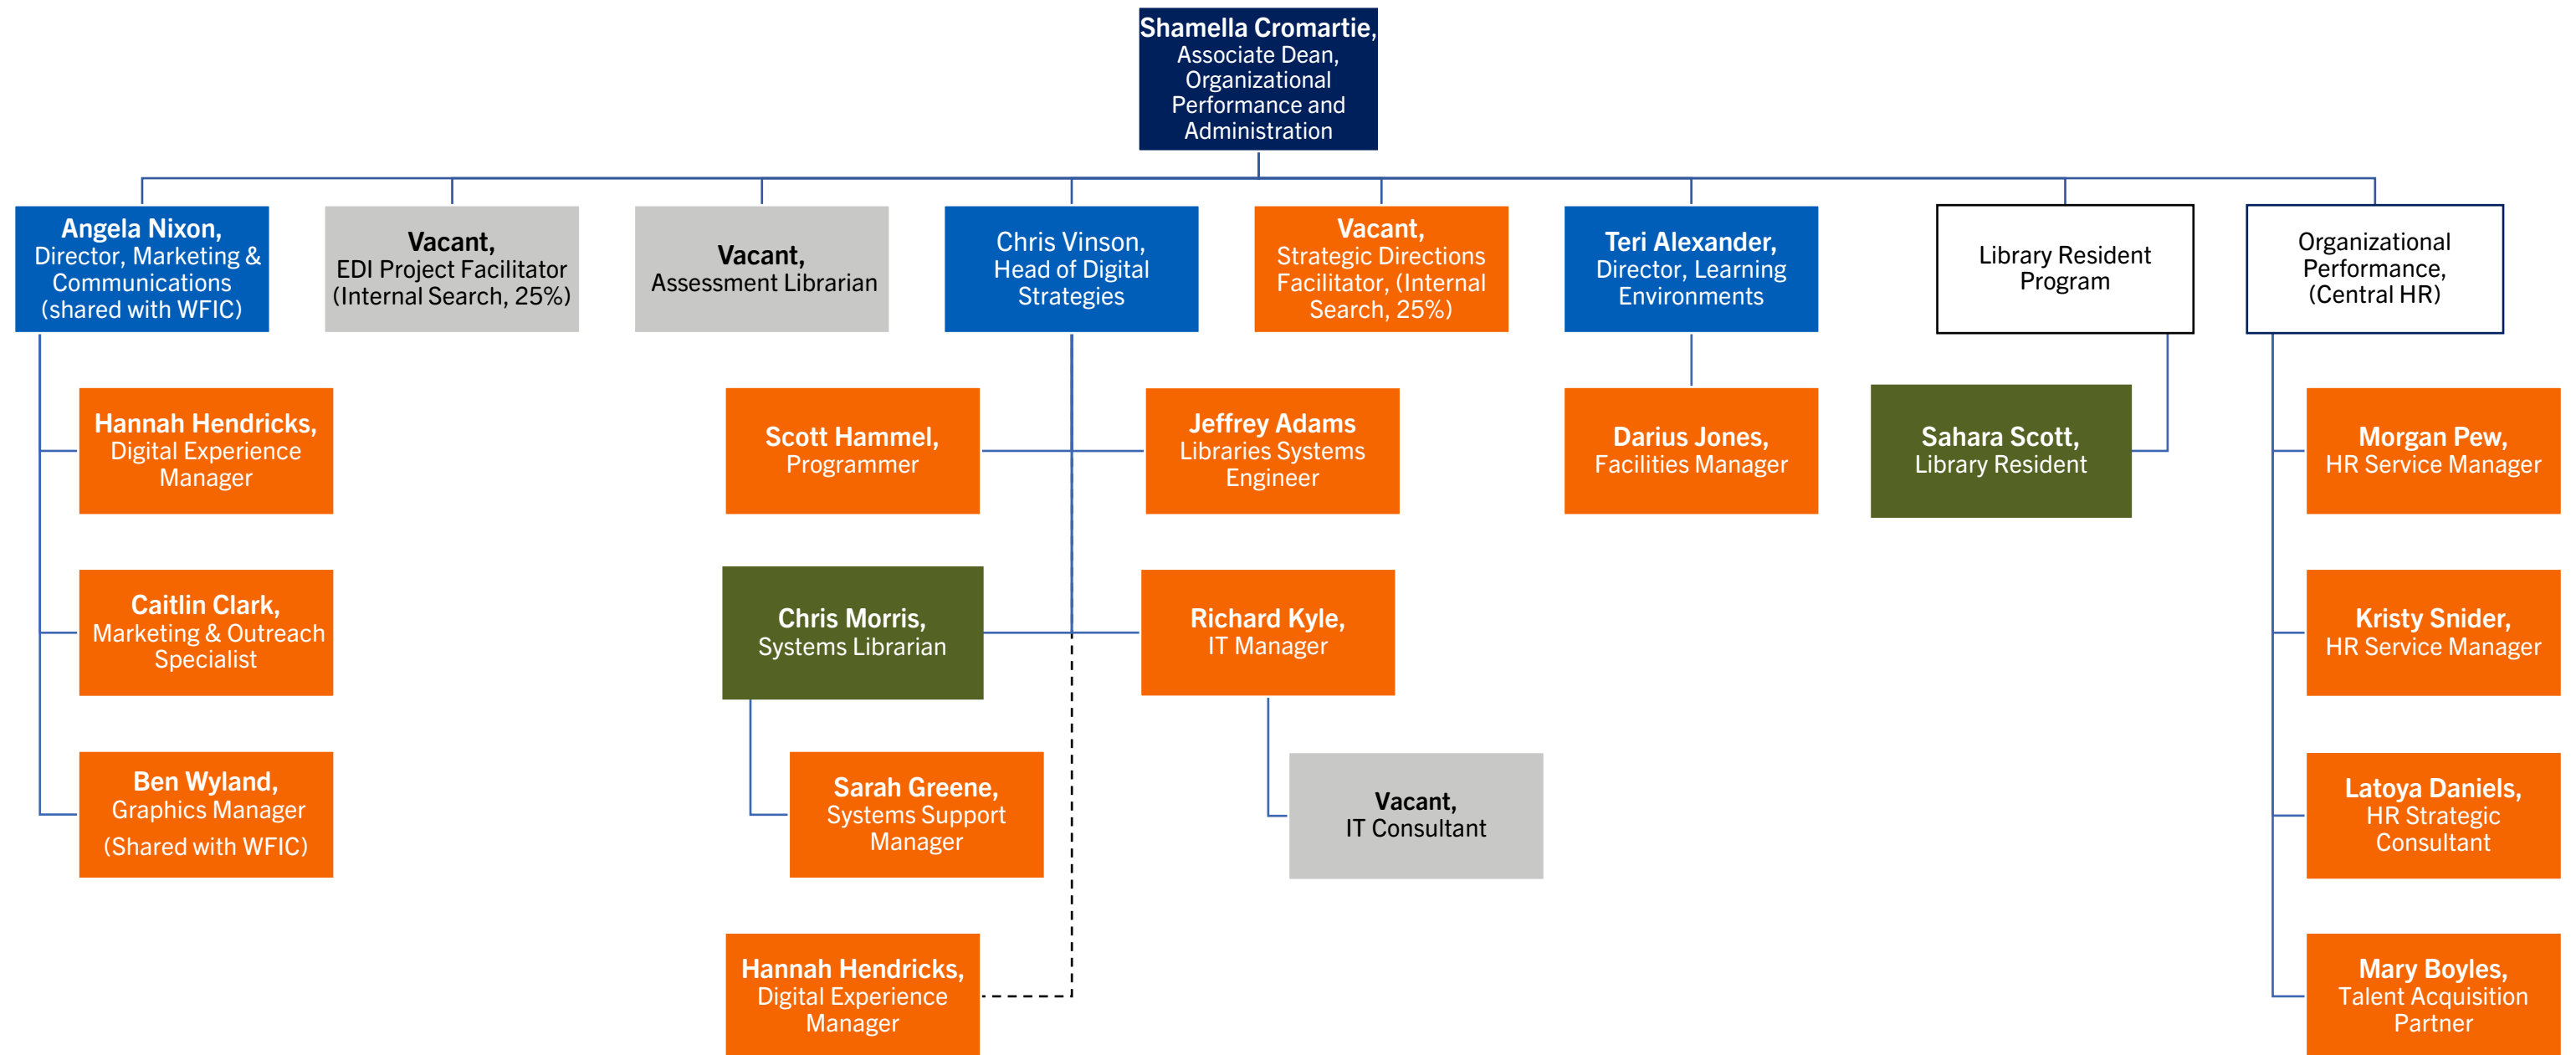 Shamella Cromartie,
Associate Dean,
Organizational
Performance and
Administration
Angela Nixon,
Director, Marketing &
Communications
(shared with WFIC)
Vacant,
EDI Project Facilitator
(Internal Search, 25%)
Vacant,
Assessment Librarian
Chris Vinson,
Head of Digital
Strategies
Vacant,
Strategic Directions
Facilitator, (Internal
Search, 25%)
Teri Alexander,
Director, Learning
Environments
Library Resident
Program
Organizational
Performance,
(Central HR)
Hannah Hendricks,
Digital Experience
Manager
Scott Hammel,
Programmer
Jeffrey Adams
Libraries Systems
Engineer
Darius Jones,
Facilities Manager
Sahara Scott,
Library Resident
Morgan Pew,
HR Service Manager
Caitlin Clark,
Marketing & Outreach
Specialist
Chris Morris,
Systems Librarian
Richard Kyle,
IT Manager
Kristy Snider,
HR Service Manager
Ben Wyland,
Graphics Manager
(Shared with WFIC)
Sarah Greene,
Systems Support
Manager
Vacant,
IT Consultant
Latoya Daniels,
HR Strategic
Consultant
Hannah Hendricks,
Digital Experience
Manager
Mary Boyles,
Talent Acquisition
Partner